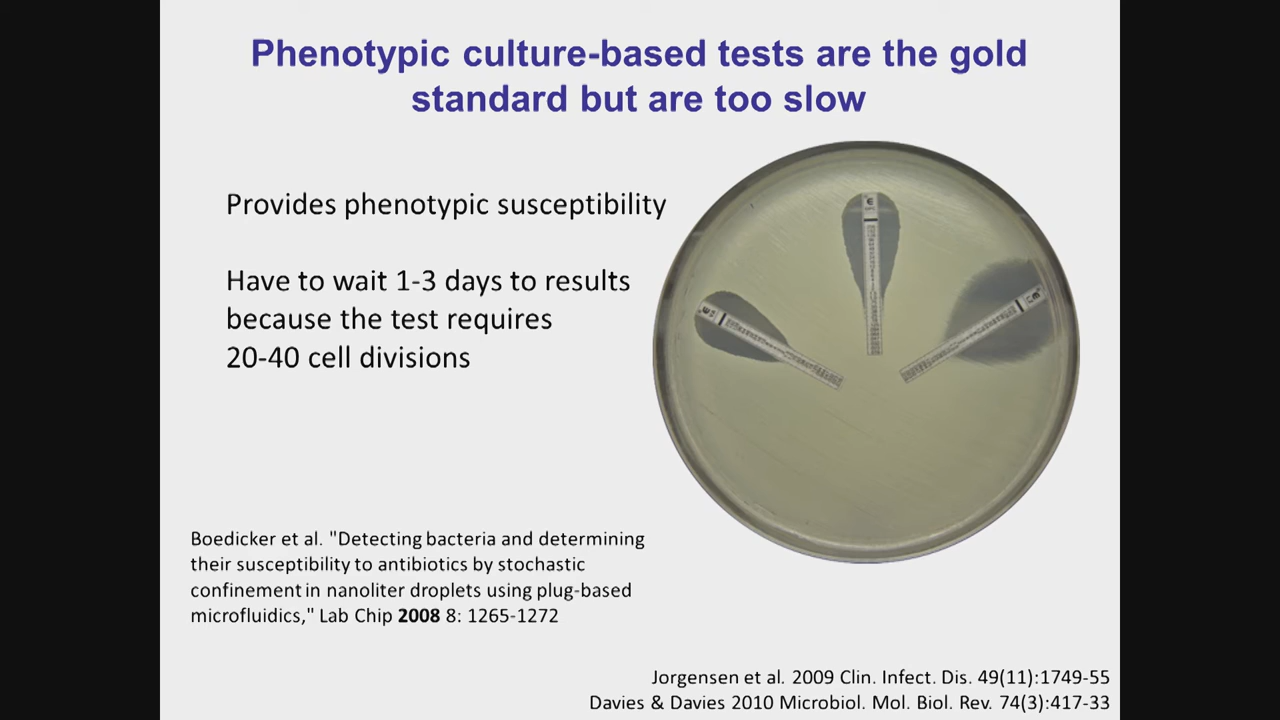 Phenotypic culture-based tests are the gold
standard but are too slow
Provides phenotypic susceptibility
Have to wait 1-3 days to results
because the test requires
20-40 cell divisions
Boedicker et al. "Detecting bacteria and determining
their susceptibility to antibiotics by stochastic
confinement in nanoliter droplets using plug-based
microfluidics," Lab Chip 2008 8: 1265-1272
Jorgensen et al. 2009 Clin. Infect. Dis. 49(11):1749-55
Davies & Davies 2010 Microbiol. Mol. Biol. Rev. 74(3):417-33